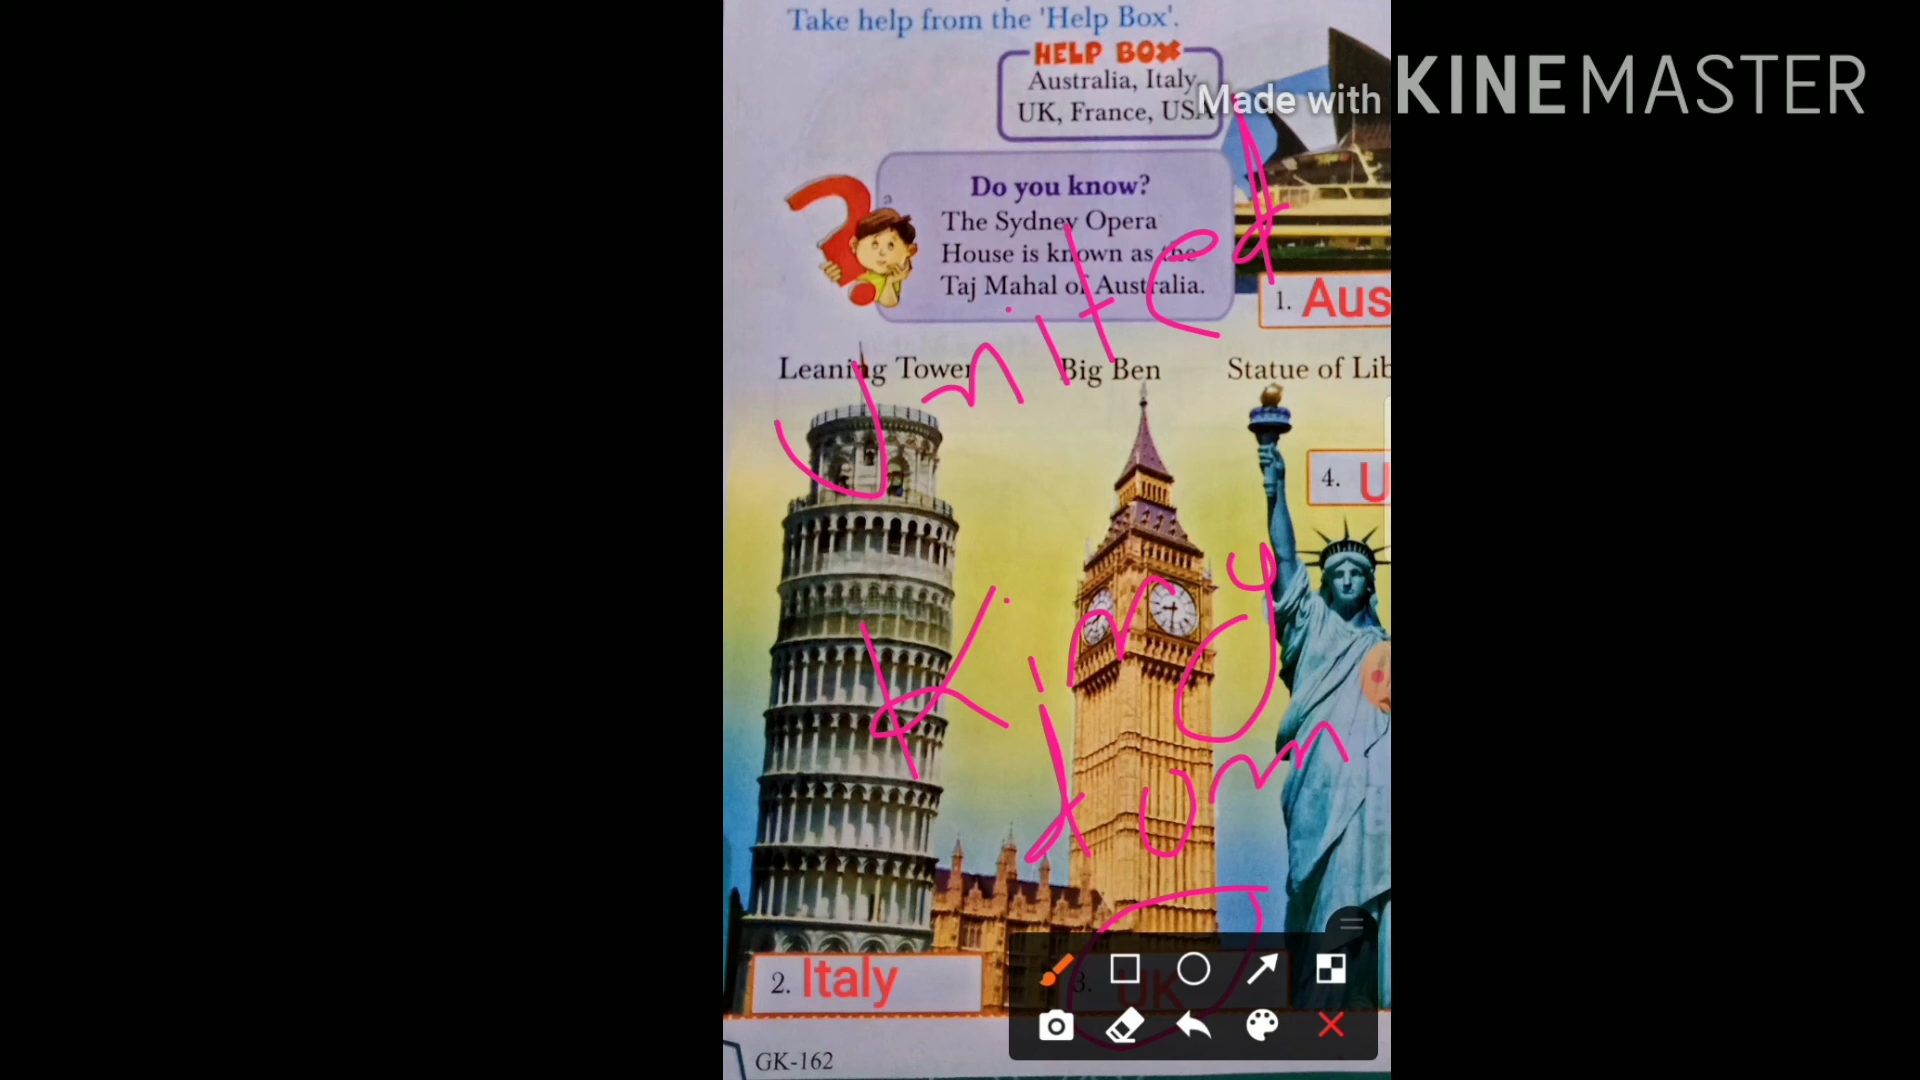 Take help from the 'Help Box'.
HELP BOX
Australia, Italy
UK, France, USA
Made with KINEMASTER
Do you know?
The Sydney Opera
House is known as the
Taj Mahal of Australia.
1. Aus
Leaning Tower
Big Ben
Statue of Lib
United
4. U
King
dom
2. Italy
3. UK
GK-162